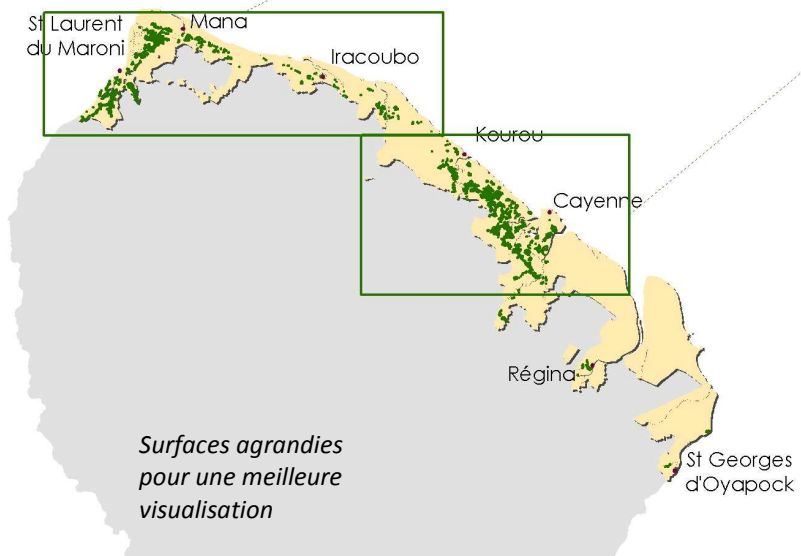 St Laurent
du Maroni
Mana
Iracoubo
Kourou
Cayenne
Régina
St Georges
d'Oyapock
Surfaces agrandies
pour une meilleure
visualisation